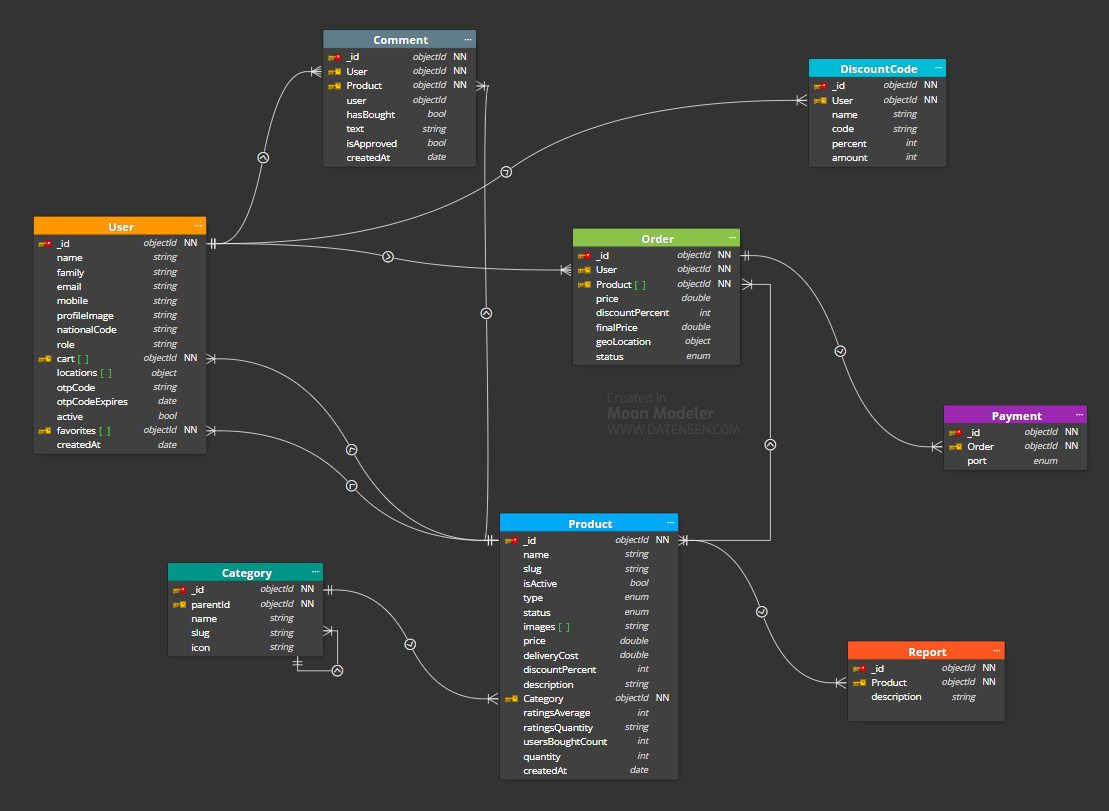 Comment ...
_id objectId NN
User objectId NN
Product objectId NN
user objectId
hasBought bool
text string
isApproved bool
createdAt date
DiscountCode ...
_id objectId NN
User objectId NN
name string
code string
percent int
amount int
User ...
_id objectId NN
name string
family string
email string
mobile string
profileImage string
nationalCode string
role string
cart [ ] objectId NN
locations [ ] object
otpCode string
otpCodeExpires date
active bool
favorites [ ] objectId NN
createdAt date
Order ...
_id objectId NN
User objectId NN
Product [ ] objectId NN
price double
discountPercent int
finalPrice double
geoLocation object
status enum
Created in
Moon Modeler
WWW.DATENSEN.COM
Payment ...
_id objectId NN
Order objectId NN
port enum
Product ...
_id objectId NN
name string
slug string
isActive bool
type enum
status enum
images [ ] string
price double
deliveryCost double
discountPercent int
description string
Category objectId NN
ratingsAverage int
ratingsQuantity string
usersBoughtCount int
quantity int
createdAt date
Category ...
_id objectId NN
parentId objectId NN
name string
slug string
icon string
Report ...
_id objectId NN
Product objectId NN
description string